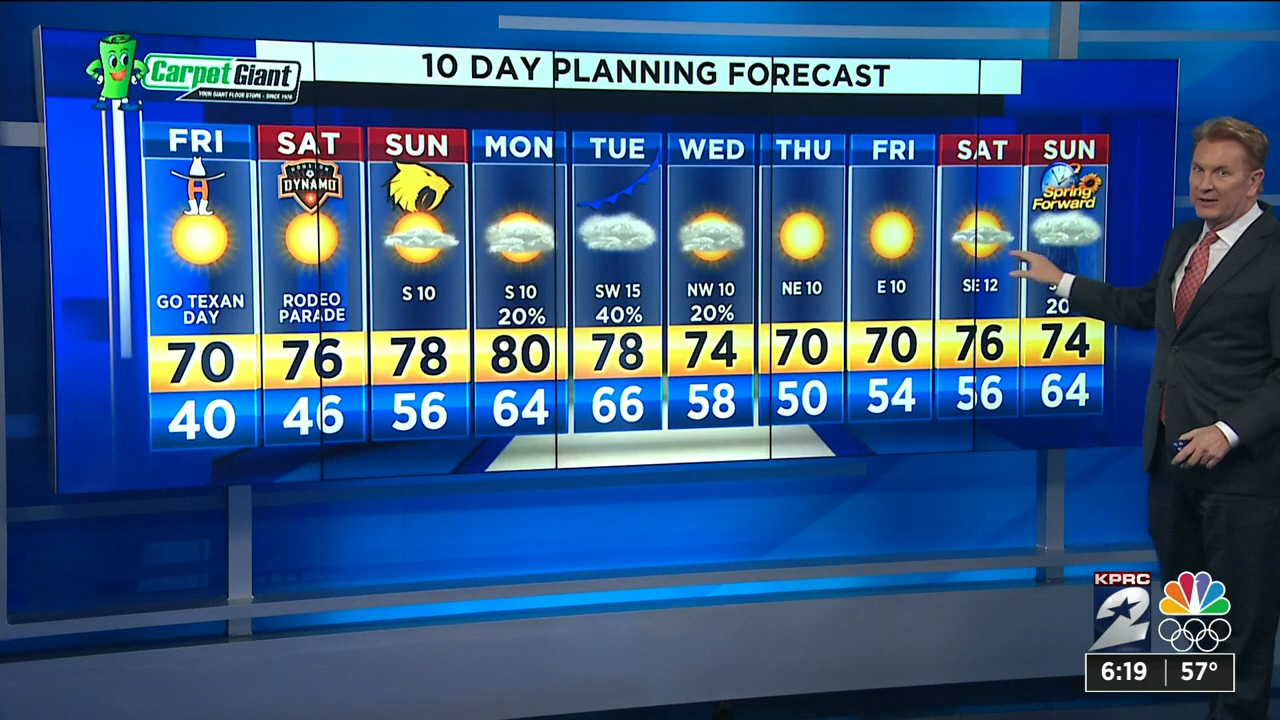 Carpet Giant
YOUR GIANT FLOOR STORE - SINCE 1976
10 DAY PLANNING FORECAST
FRI SAT SUN MON TUE WED THU FRI SAT SUN
DYNAMO
Spring
Forward
GO TEXAN
DAY
RODEO
PARADE
S 10
S 10
20%
SW 15
40%
NW 10
20%
NE 10
E 10
SE 12
20
70 76 78 80 78 74 70 70 76 74
40 46 56 64 66 58 50 54 56 64
KPRC
2
6:19 57°